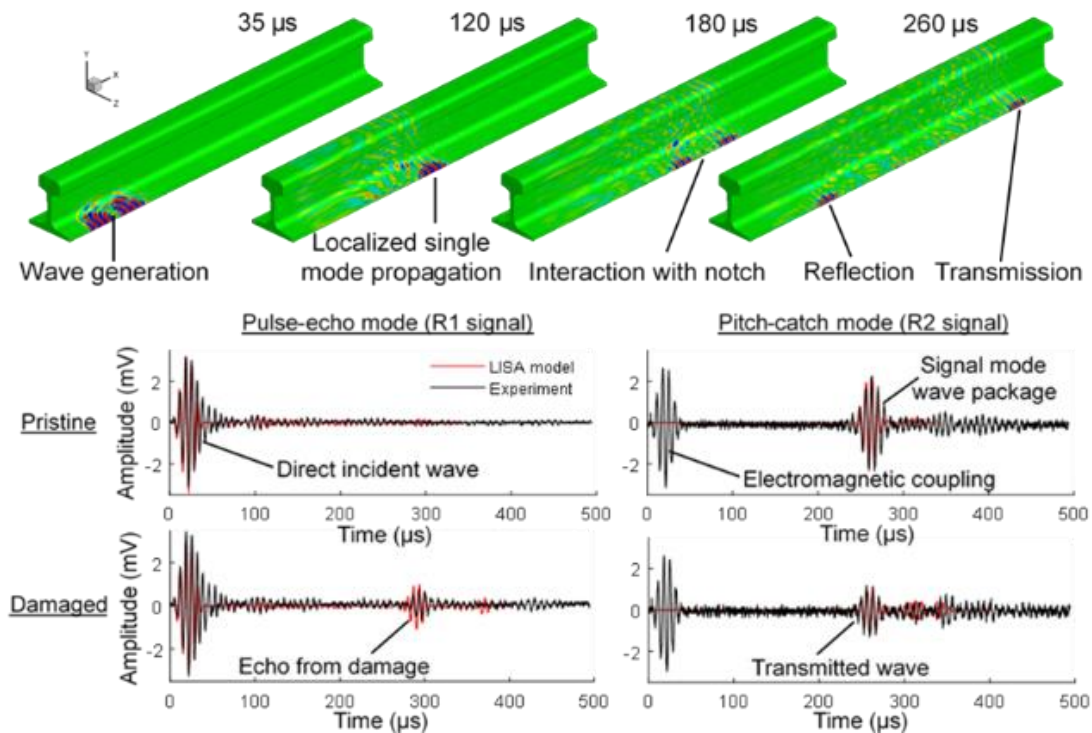 35 µs
120 µs
180 µs
260 µs
Y
X
Z
Wave generation
Localized single
mode propagation
Interaction with notch
Reflection
Transmission
Pulse-echo mode (R1 signal)
Pitch-catch mode (R2 signal)
Pristine
Amplitude (mV)
2
0
-2
LISA model
Experiment
Direct incident wave
0 100 200 300 400 500
Time (µs)
2
0
-2
Signal mode
wave package
Electromagnetic coupling
0 100 200 300 400 500
Time (µs)
Damaged
Amplitude (mV)
2
0
-2
Echo from damage
0 100 200 300 400 500
Time (µs)
2
0
-2
Transmitted wave
0 100 200 300 400 500
Time (µs)